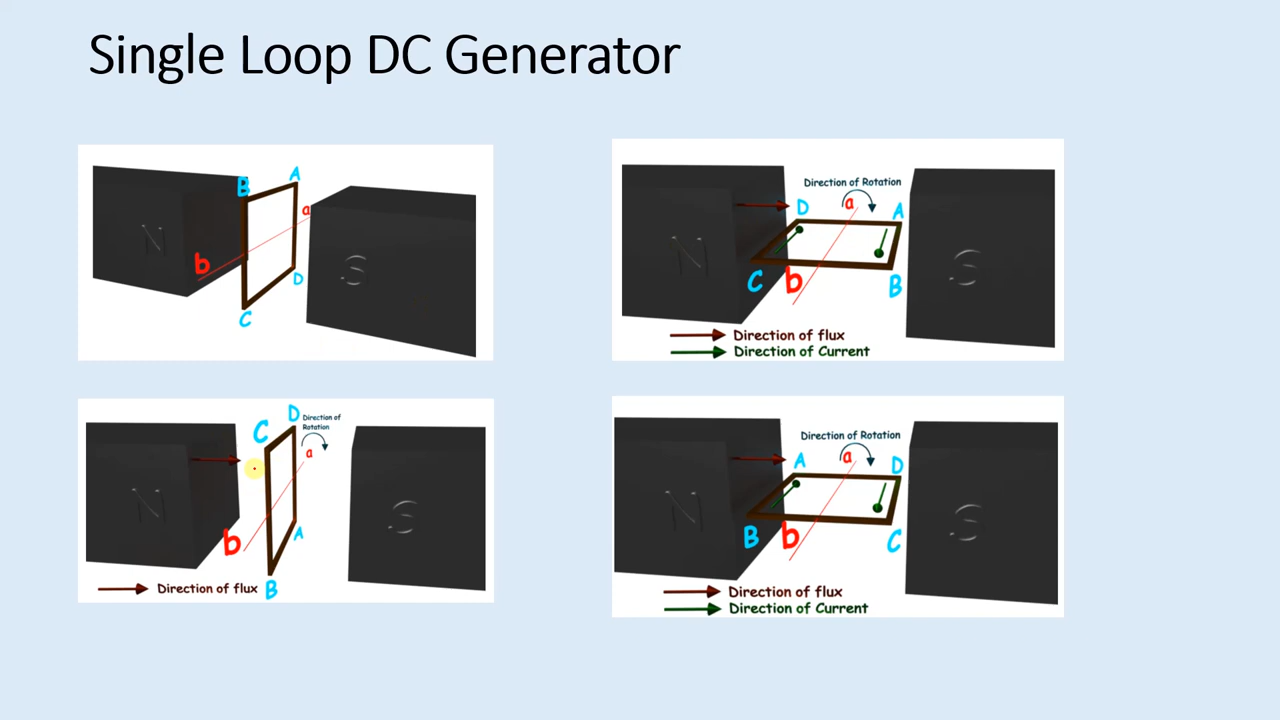 Single Loop DC Generator
A
B
a
N
b
S
D
C
Direction of Rotation
a
D
A
N
S
C
b
B
Direction of flux
Direction of Current
D
Direction of
Rotation
C
a
N
S
b
A
Direction of flux
B
Direction of Rotation
a
A
D
N
S
B
b
C
Direction of flux
Direction of Current